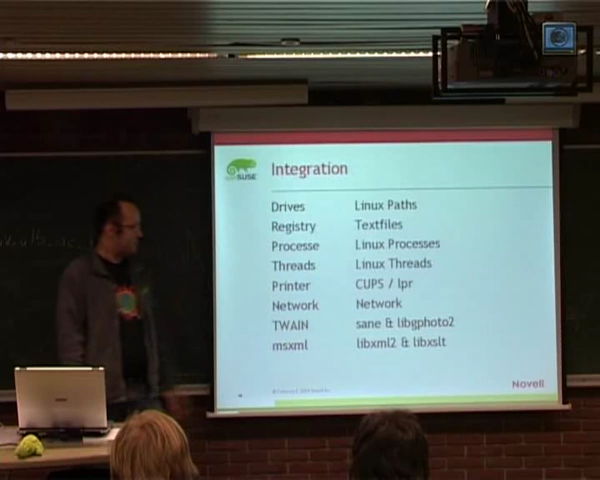 Integration
SUSE
Drives Linux Paths
Registry Textfiles
Processe Linux Processes
Threads Linux Threads
Printer CUPS / lpr
Network Network
TWAIN sane & libgphoto2
msxml libxml2 & libxslt
Novell